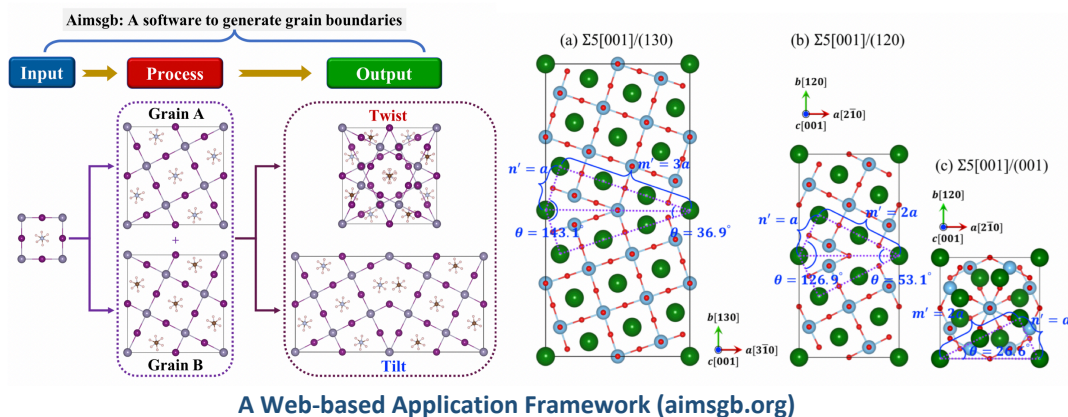 Aimsgb: A software to generate grain boundaries
Input
Process
Output
Grain A
+
Grain B
Twist
Tilt
(a) Σ5[001]/(130)
n′ = a
m′ = 3a
θ = 143.1°
θ = 36.9°
b[130]
c[001]
a[31̅0]
(b) Σ5[001]/(120)
b[120]
a[21̅0]
c[001]
n′ = a
m′ = 2a
θ = 126.9°
θ = 53.1°
(c) Σ5[001]/(001)
b[120]
a[21̅0]
c[001]
m′ = 2a
n′ = a
θ = 26.6°
A Web-based Application Framework (aimsgb.org)